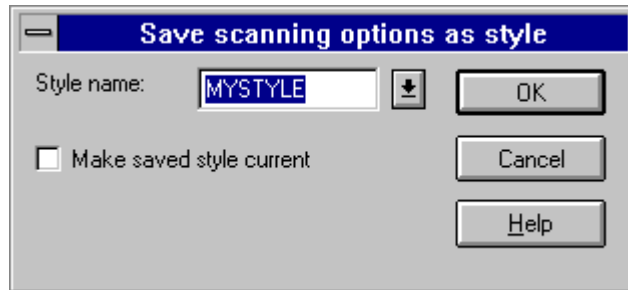 Save scanning options as style
Style name: MYSTYLE OK
Make saved style current Cancel
Help